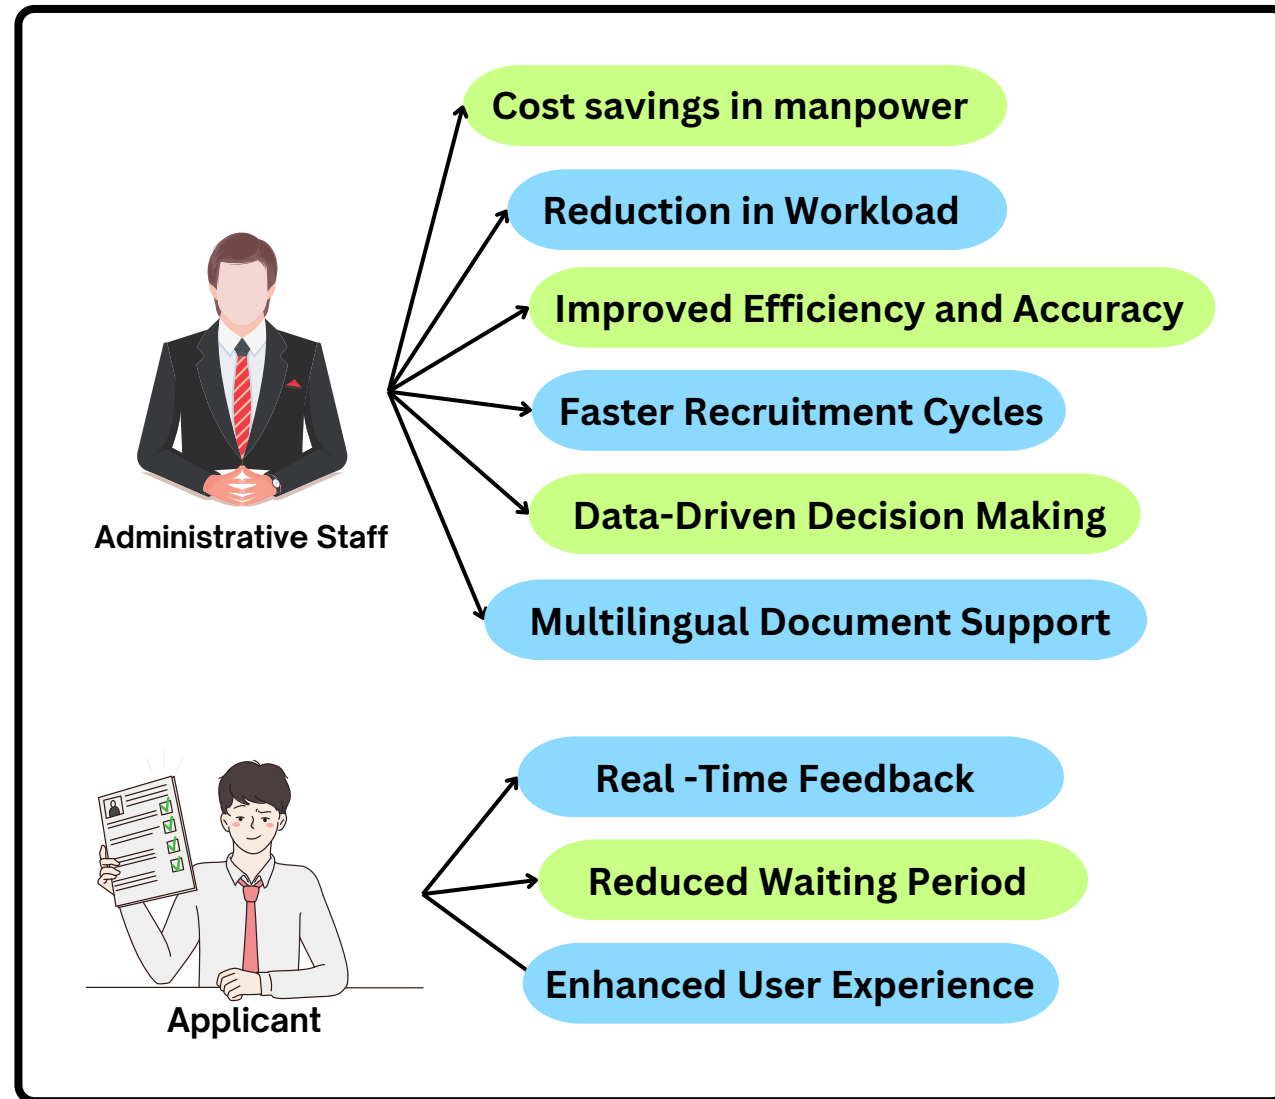 Cost savings in manpower
Reduction in Workload
Improved Efficiency and Accuracy
Faster Recruitment Cycles
Data-Driven Decision Making
Multilingual Document Support
Administrative Staff
Real -Time Feedback
Reduced Waiting Period
Enhanced User Experience
Applicant